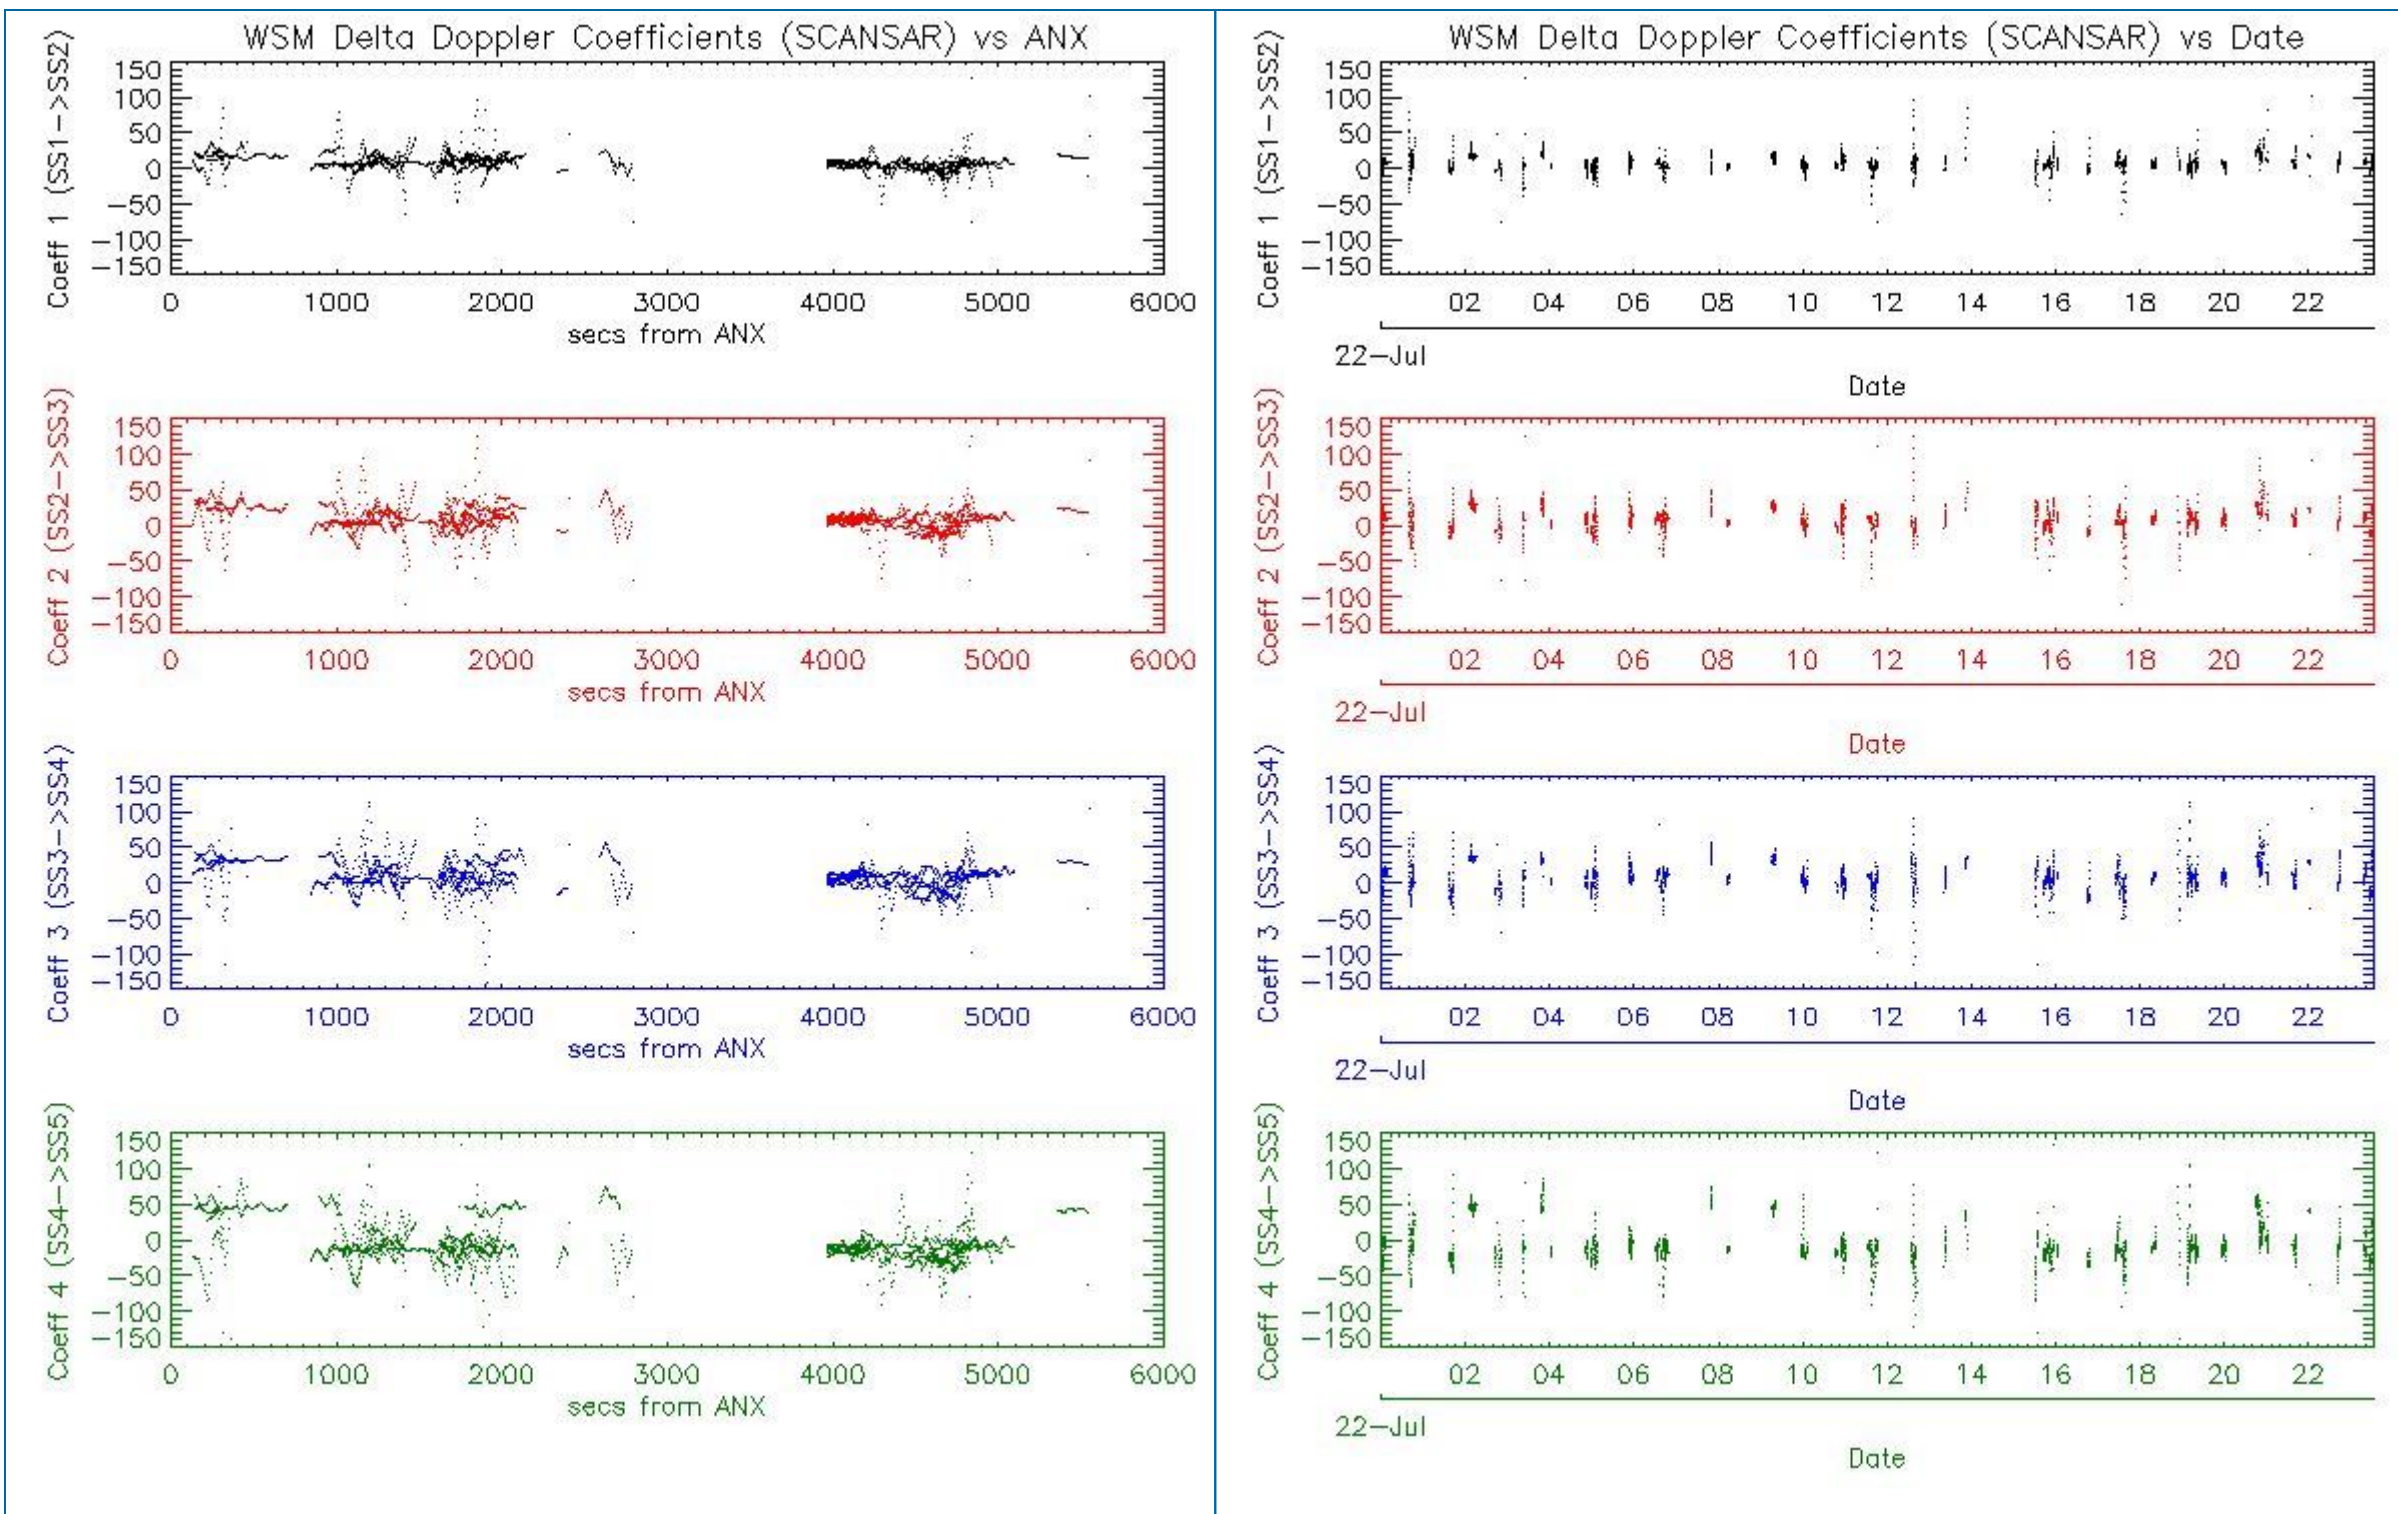 WSM Delta Doppler Coefficients (SCANSAR) vs ANX
Coeff 1 (SS1->SS2)
150
100
50
0
-50
-100
-150
0 1000 2000 3000 4000 5000 6000
secs from ANX
Coeff 2 (SS2->SS3)
150
100
50
0
-50
-100
-150
0 1000 2000 3000 4000 5000 6000
secs from ANX
Coeff 3 (SS3->SS4)
150
100
50
0
-50
-100
-150
0 1000 2000 3000 4000 5000 6000
secs from ANX
Coeff 4 (SS4->SS5)
150
100
50
0
-50
-100
-150
0 1000 2000 3000 4000 5000 6000
secs from ANX
WSM Delta Doppler Coefficients (SCANSAR) vs Date
Coeff 1 (SS1->SS2)
150
100
50
0
-50
-100
-150
02 04 06 08 10 12 14 16 18 20 22
22-Jul
Date
Coeff 2 (SS2->SS3)
150
100
50
0
-50
-100
-150
02 04 06 08 10 12 14 16 18 20 22
22-Jul
Date
Coeff 3 (SS3->SS4)
150
100
50
0
-50
-100
-150
02 04 06 08 10 12 14 16 18 20 22
22-Jul
Date
Coeff 4 (SS4->SS5)
150
100
50
0
-50
-100
-150
02 04 06 08 10 12 14 16 18 20 22
22-Jul
Date